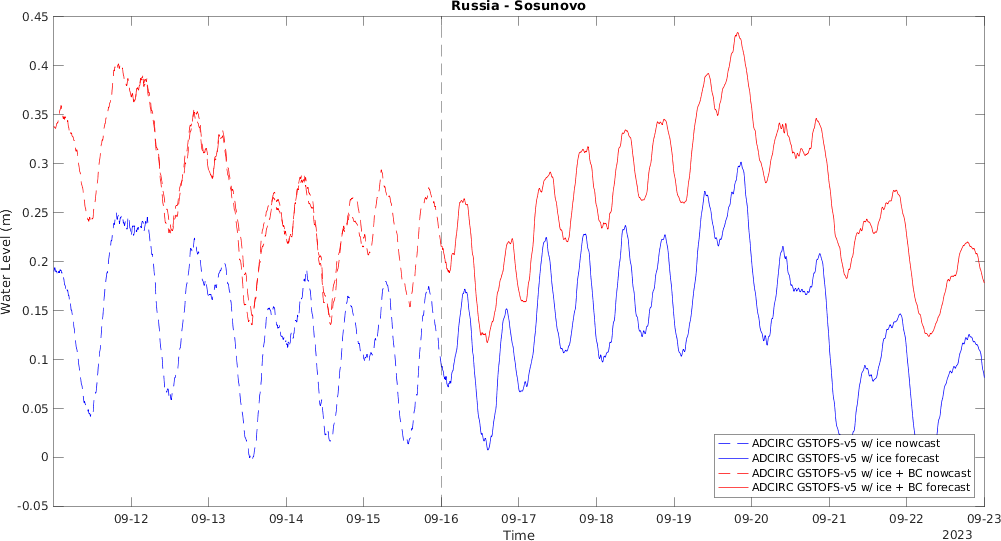 Russia - Sosunovo
0.45
0.4
0.35
0.3
0.25
0.2
0.15
0.1
0.05
0
-0.05
Water Level (m)
ADCIRC GSTOFS-v5 w/ ice nowcast
ADCIRC GSTOFS-v5 w/ ice forecast
ADCIRC GSTOFS-v5 w/ ice + BC nowcast
ADCIRC GSTOFS-v5 w/ ice + BC forecast
09-12 09-13 09-14 09-15 09-16 09-17 09-18 09-19 09-20 09-21 09-22 09-23
Time
2023